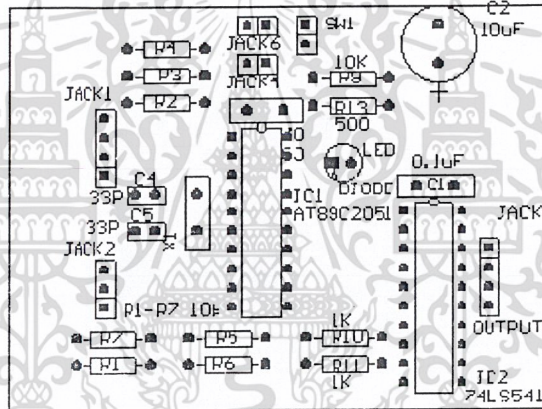 C2
SW1
10uF
R4
JACK6
10K
R3
JACK4
R9
JACK1
R2
R13
500
LED
C4
0.1uF
33P
DIODE
C1
IC1
33P
C5
AT89C2051
JACK
JACK2
R1-R7 10k
1K
OUTPUT
R7
R5
R10
R1
R6
R11
1K
IC2
74LS541